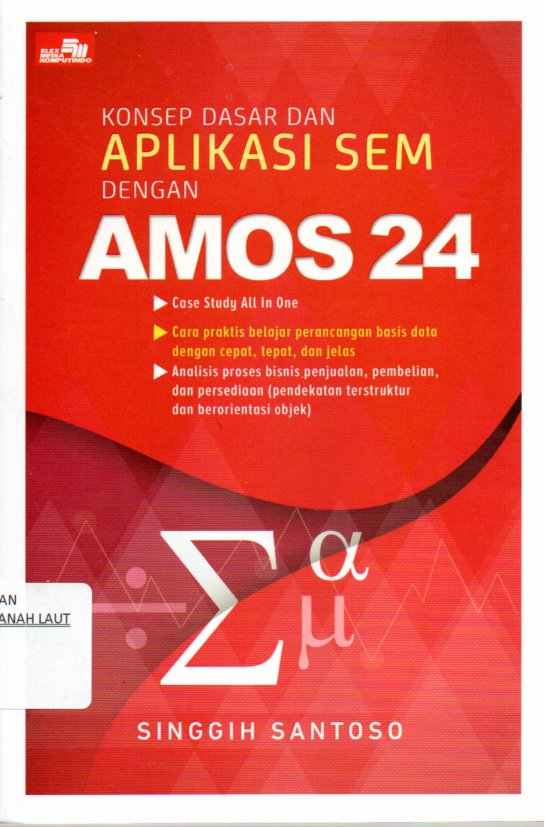 ELEX
MEDIA
KOMPUTINDO
KONSEP DASAR DAN
APLIKASI SEM
DENGAN
AMOS 24
Case Study All In One
Cara praktis belajar perancangan basis data
dengan cepat, tepat, dan jelas
Analisis proses bisnis penjualan, pembelian,
dan persediaan (pendekatan terstruktur
dan berorientasi objek)
÷ Σ α
μ
AN
ANAH LAUT
SINGGIH SANTOSO